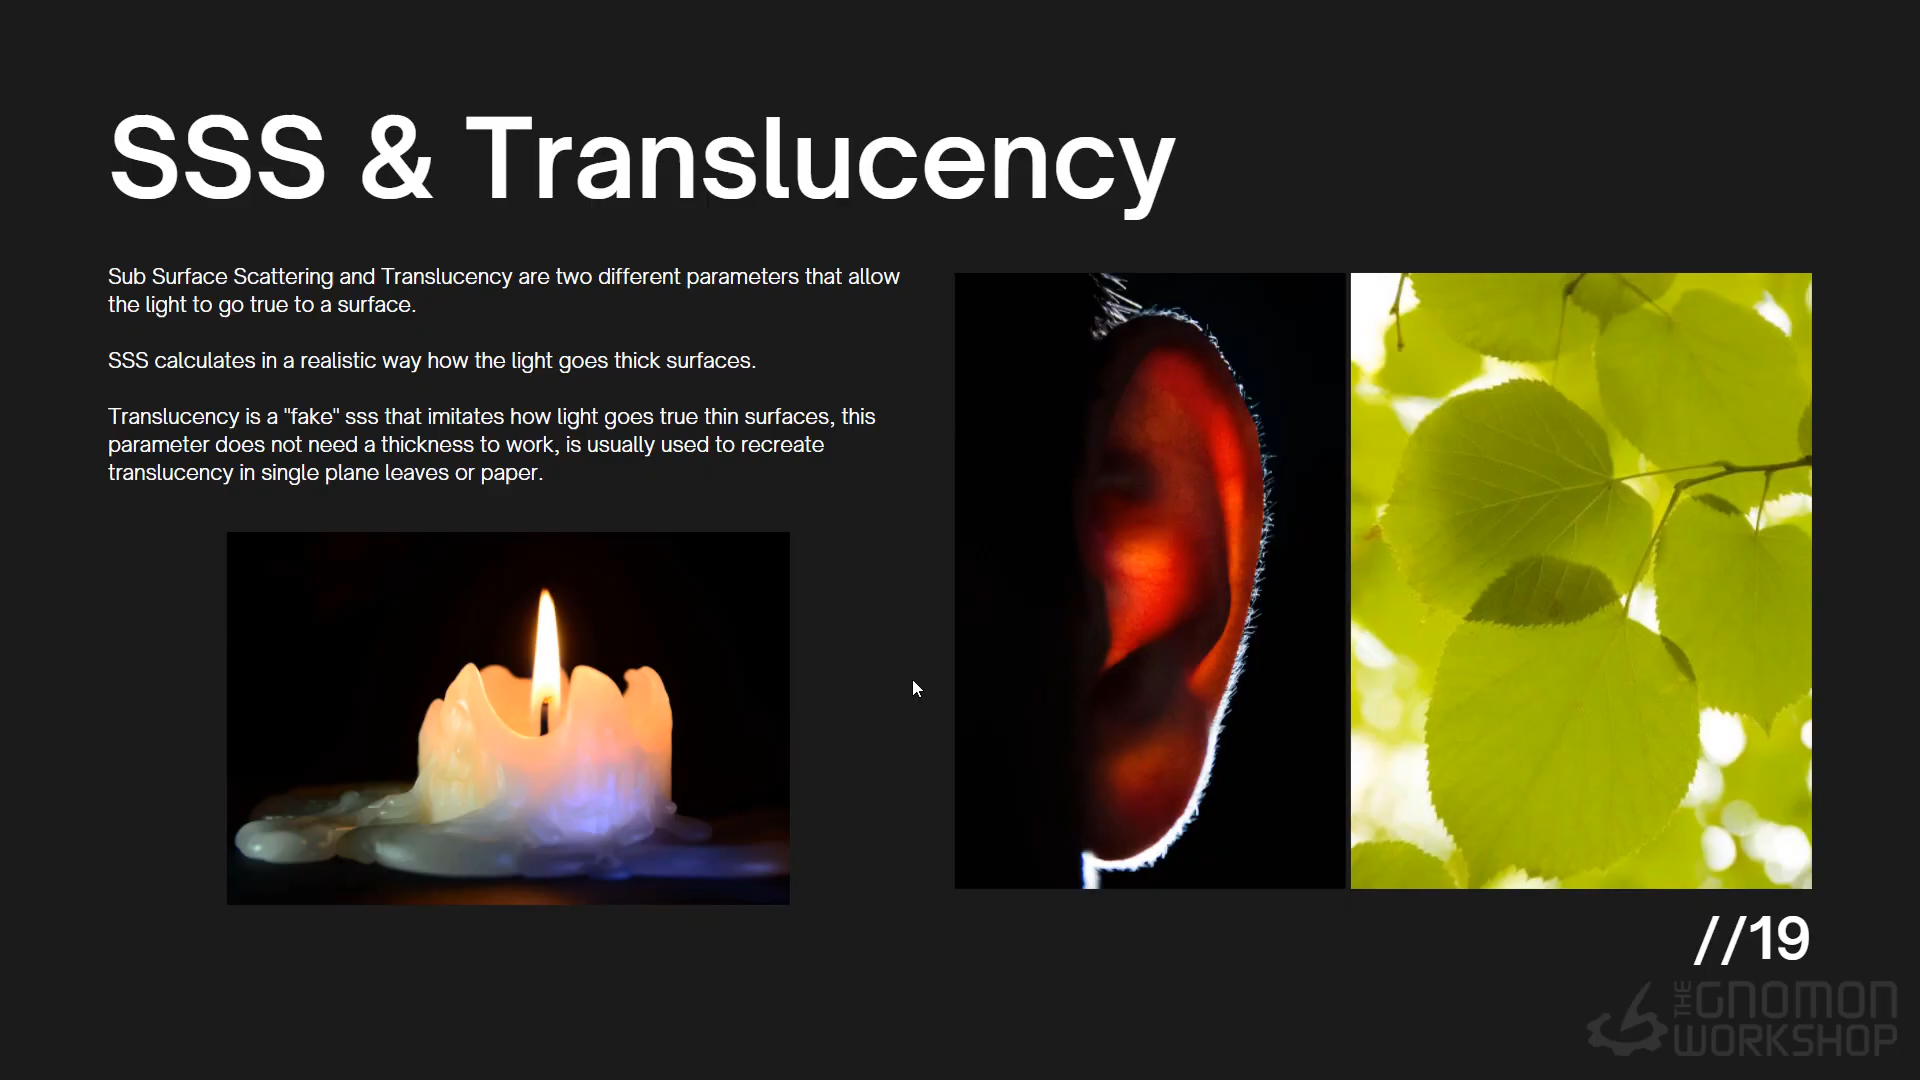 SSS & Translucency
Sub Surface Scattering and Translucency are two different parameters that allow
the light to go true to a surface.
SSS calculates in a realistic way how the light goes thick surfaces.
Translucency is a "fake" sss that imitates how light goes true thin surfaces, this
parameter does not need a thickness to work, is usually used to recreate
translucency in single plane leaves or paper.
//19
THE GNOMON
WORKSHOP